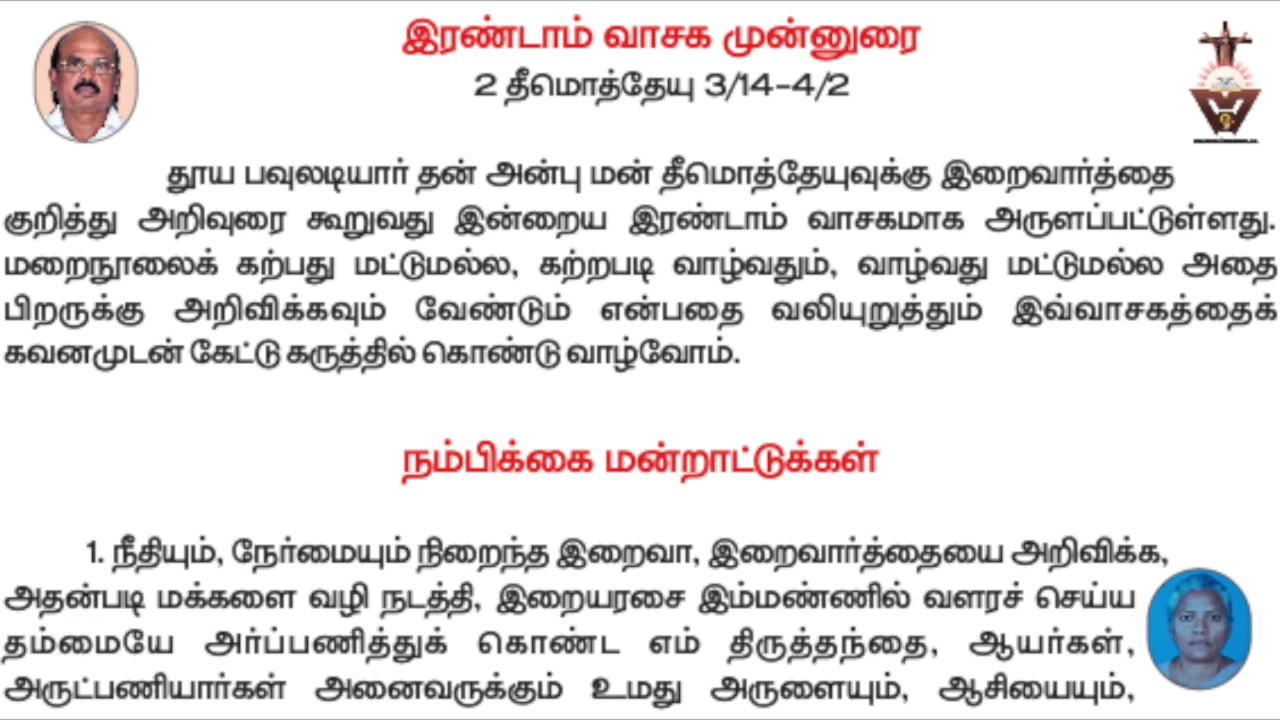 இரண்டாம் வாசக முன்னுரை
2 தீமொத்தேயு 3/14-4/2
தூய பவுலடியார் தன் அன்பு மன் தீமொத்தேயுவுக்கு இறைவார்த்தை
குறித்து அறிவுரை கூறுவது இன்றைய இரண்டாம் வாசகமாக அருளப்பட்டுள்ளது.
மறைநூலைக் கற்பது மட்டுமல்ல, கற்றபடி வாழ்வதும், வாழ்வது மட்டுமல்ல அதை
பிறருக்கு அறிவிக்கவும் வேண்டும் என்பதை வலியுறுத்தும் இவ்வாசகத்தைக்
கவனமுடன் கேட்டு கருத்தில் கொண்டு வாழ்வோம்.
நம்பிக்கை மன்றாட்டுக்கள்
1. நீதியும், நேர்மையும் நிறைந்த இறைவா, இறைவார்த்தையை அறிவிக்க,
அதன்படி மக்களை வழி நடத்தி, இறையரசை இம்மண்ணில் வளரச் செய்ய
தம்மையே அர்ப்பணித்துக் கொண்ட எம் திருத்தந்தை, ஆயர்கள்,
அருட்பணியார்கள் அனைவருக்கும் உமது அருளையும், ஆசியையும்,